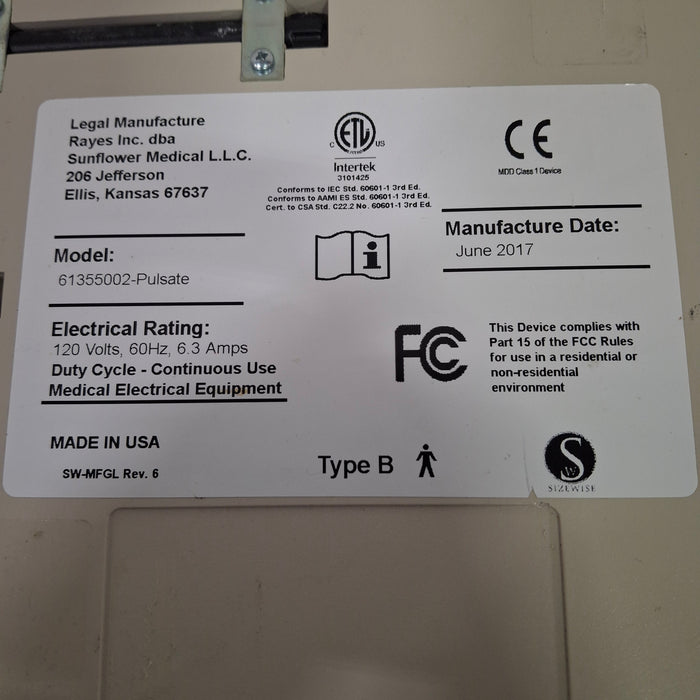 Legal Manufacture
Rayes Inc. dba
Sunflower Medical L.L.C.
206 Jefferson
Ellis, Kansas 67637
C ETL US
LISTED
Intertek
3101425
Conforms to IEC Std. 60601-1 3rd Ed.
Conforms to AAMI ES Std. 60601-1 3rd Ed.
Cert. to CSA Std. C22.2 No. 60601-1 3rd Ed.
CE
MDD Class 1 Device
Manufacture Date:
June 2017
Model:
61355002-Pulsate
i
Electrical Rating:
120 Volts, 60Hz, 6.3 Amps
Duty Cycle - Continuous Use
Medical Electrical Equipment
FC
This Device complies with
Part 15 of the FCC Rules
for use in a residential or
non-residential
environment
MADE IN USA
SW-MFGL Rev. 6
Type B
SW
SIZEWISE